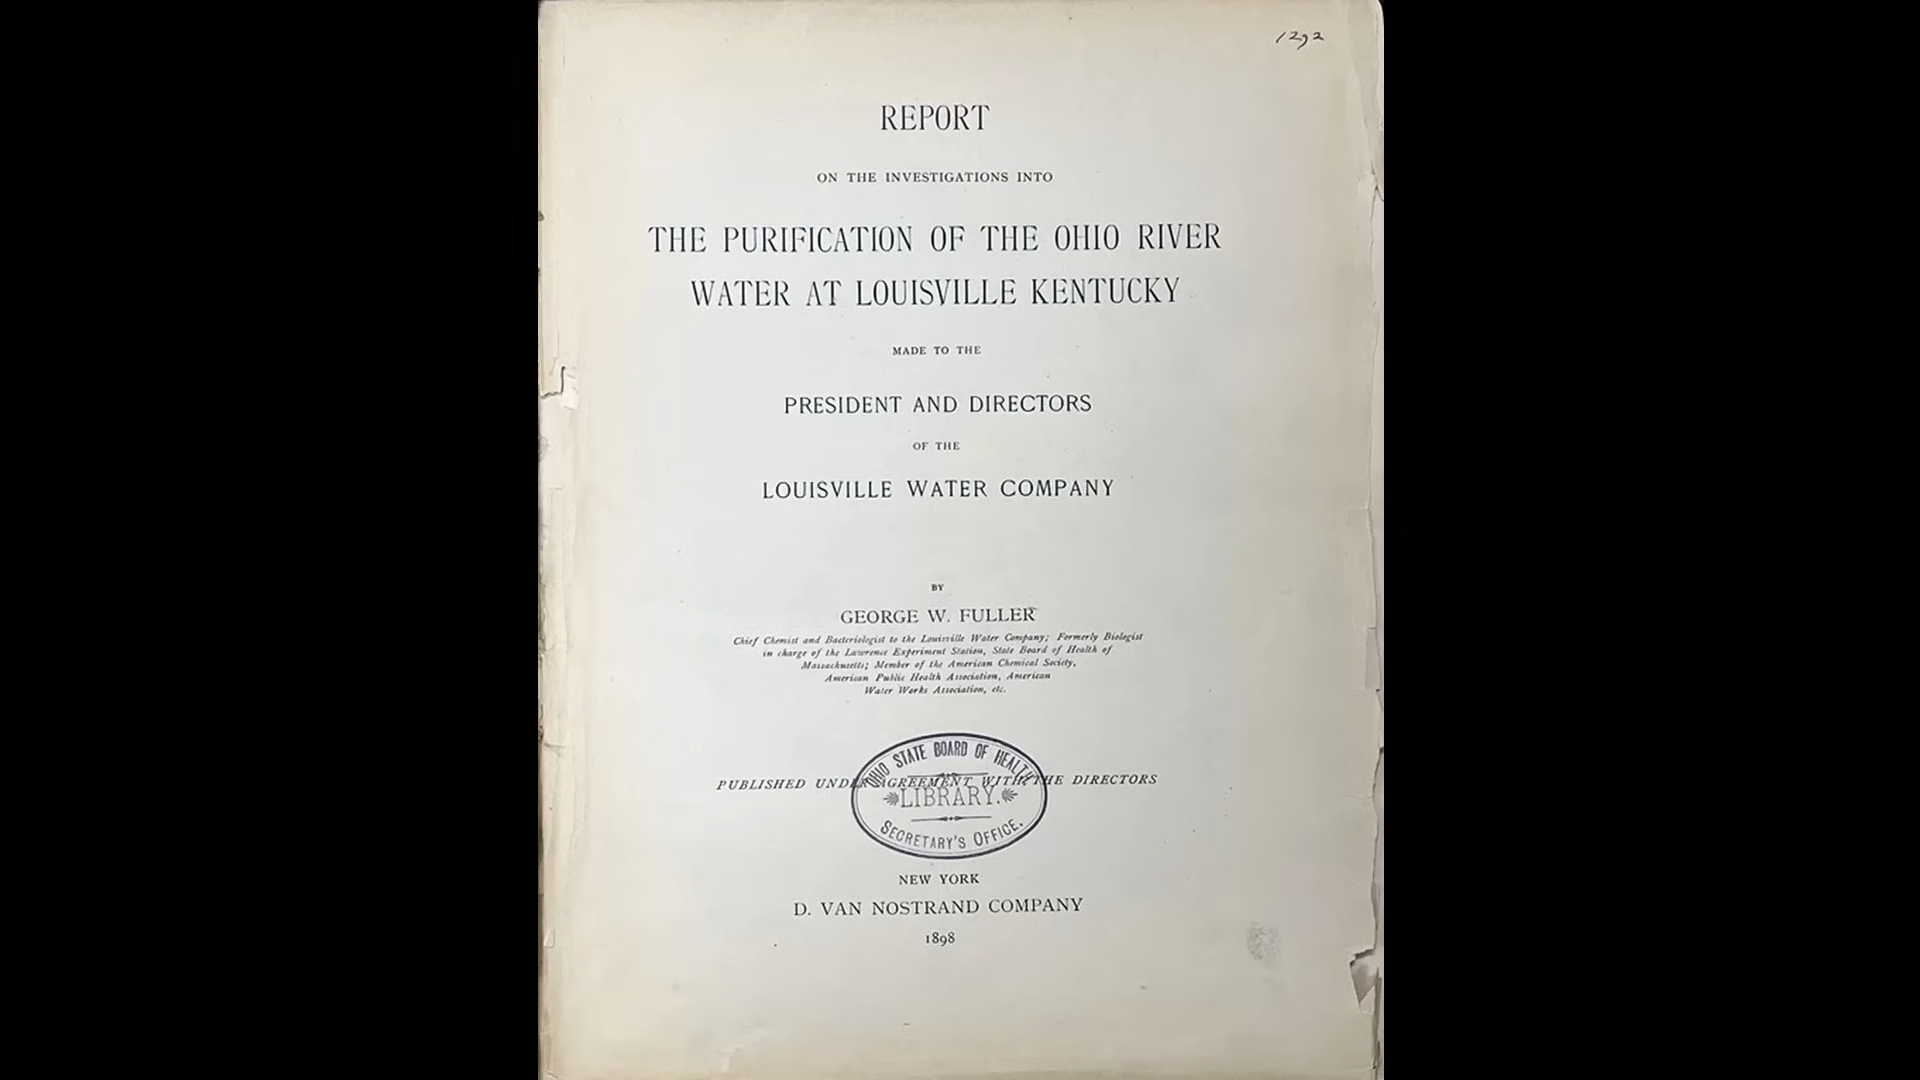 1292
REPORT
ON THE INVESTIGATIONS INTO
THE PURIFICATION OF THE OHIO RIVER
WATER AT LOUISVILLE KENTUCKY
MADE TO THE
PRESIDENT AND DIRECTORS
OF THE
LOUISVILLE WATER COMPANY
BY
GEORGE W. FULLER
Chief Chemist and Bacteriologist to the Louisville Water Company; Formerly Biologist
in charge of the Lawrence Experiment Station, State Board of Health of
Massachusetts; Member of the American Chemical Society,
American Public Health Association, American
Water Works Association, etc.
OHIO STATE BOARD OF HEALTH
PUBLISHED UNDER AGREEMENT WITH THE DIRECTORS
LIBRARY.
SECRETARY'S OFFICE.
NEW YORK
D. VAN NOSTRAND COMPANY
1898